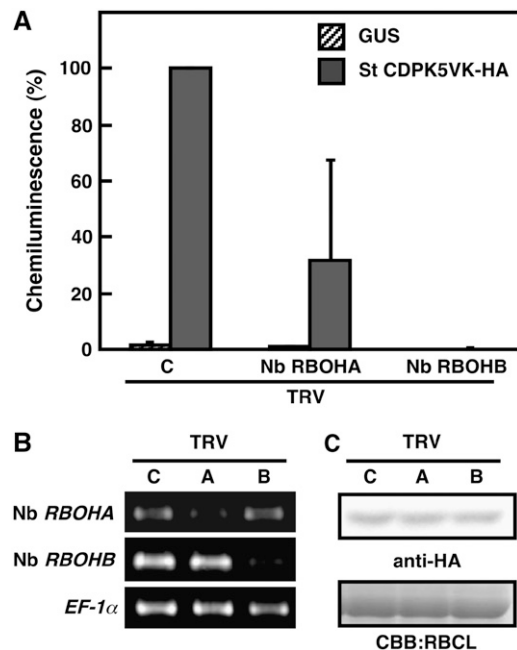 A
GUS
St CDPK5VK-HA
Chemiluminescence (%)
100
80
60
40
20
0
C
Nb RBOHA
Nb RBOHB
TRV
B
TRV
C
A
B
Nb RBOHA
Nb RBOHB
EF-1α
C
TRV
C
A
B
anti-HA
CBB:RBCL